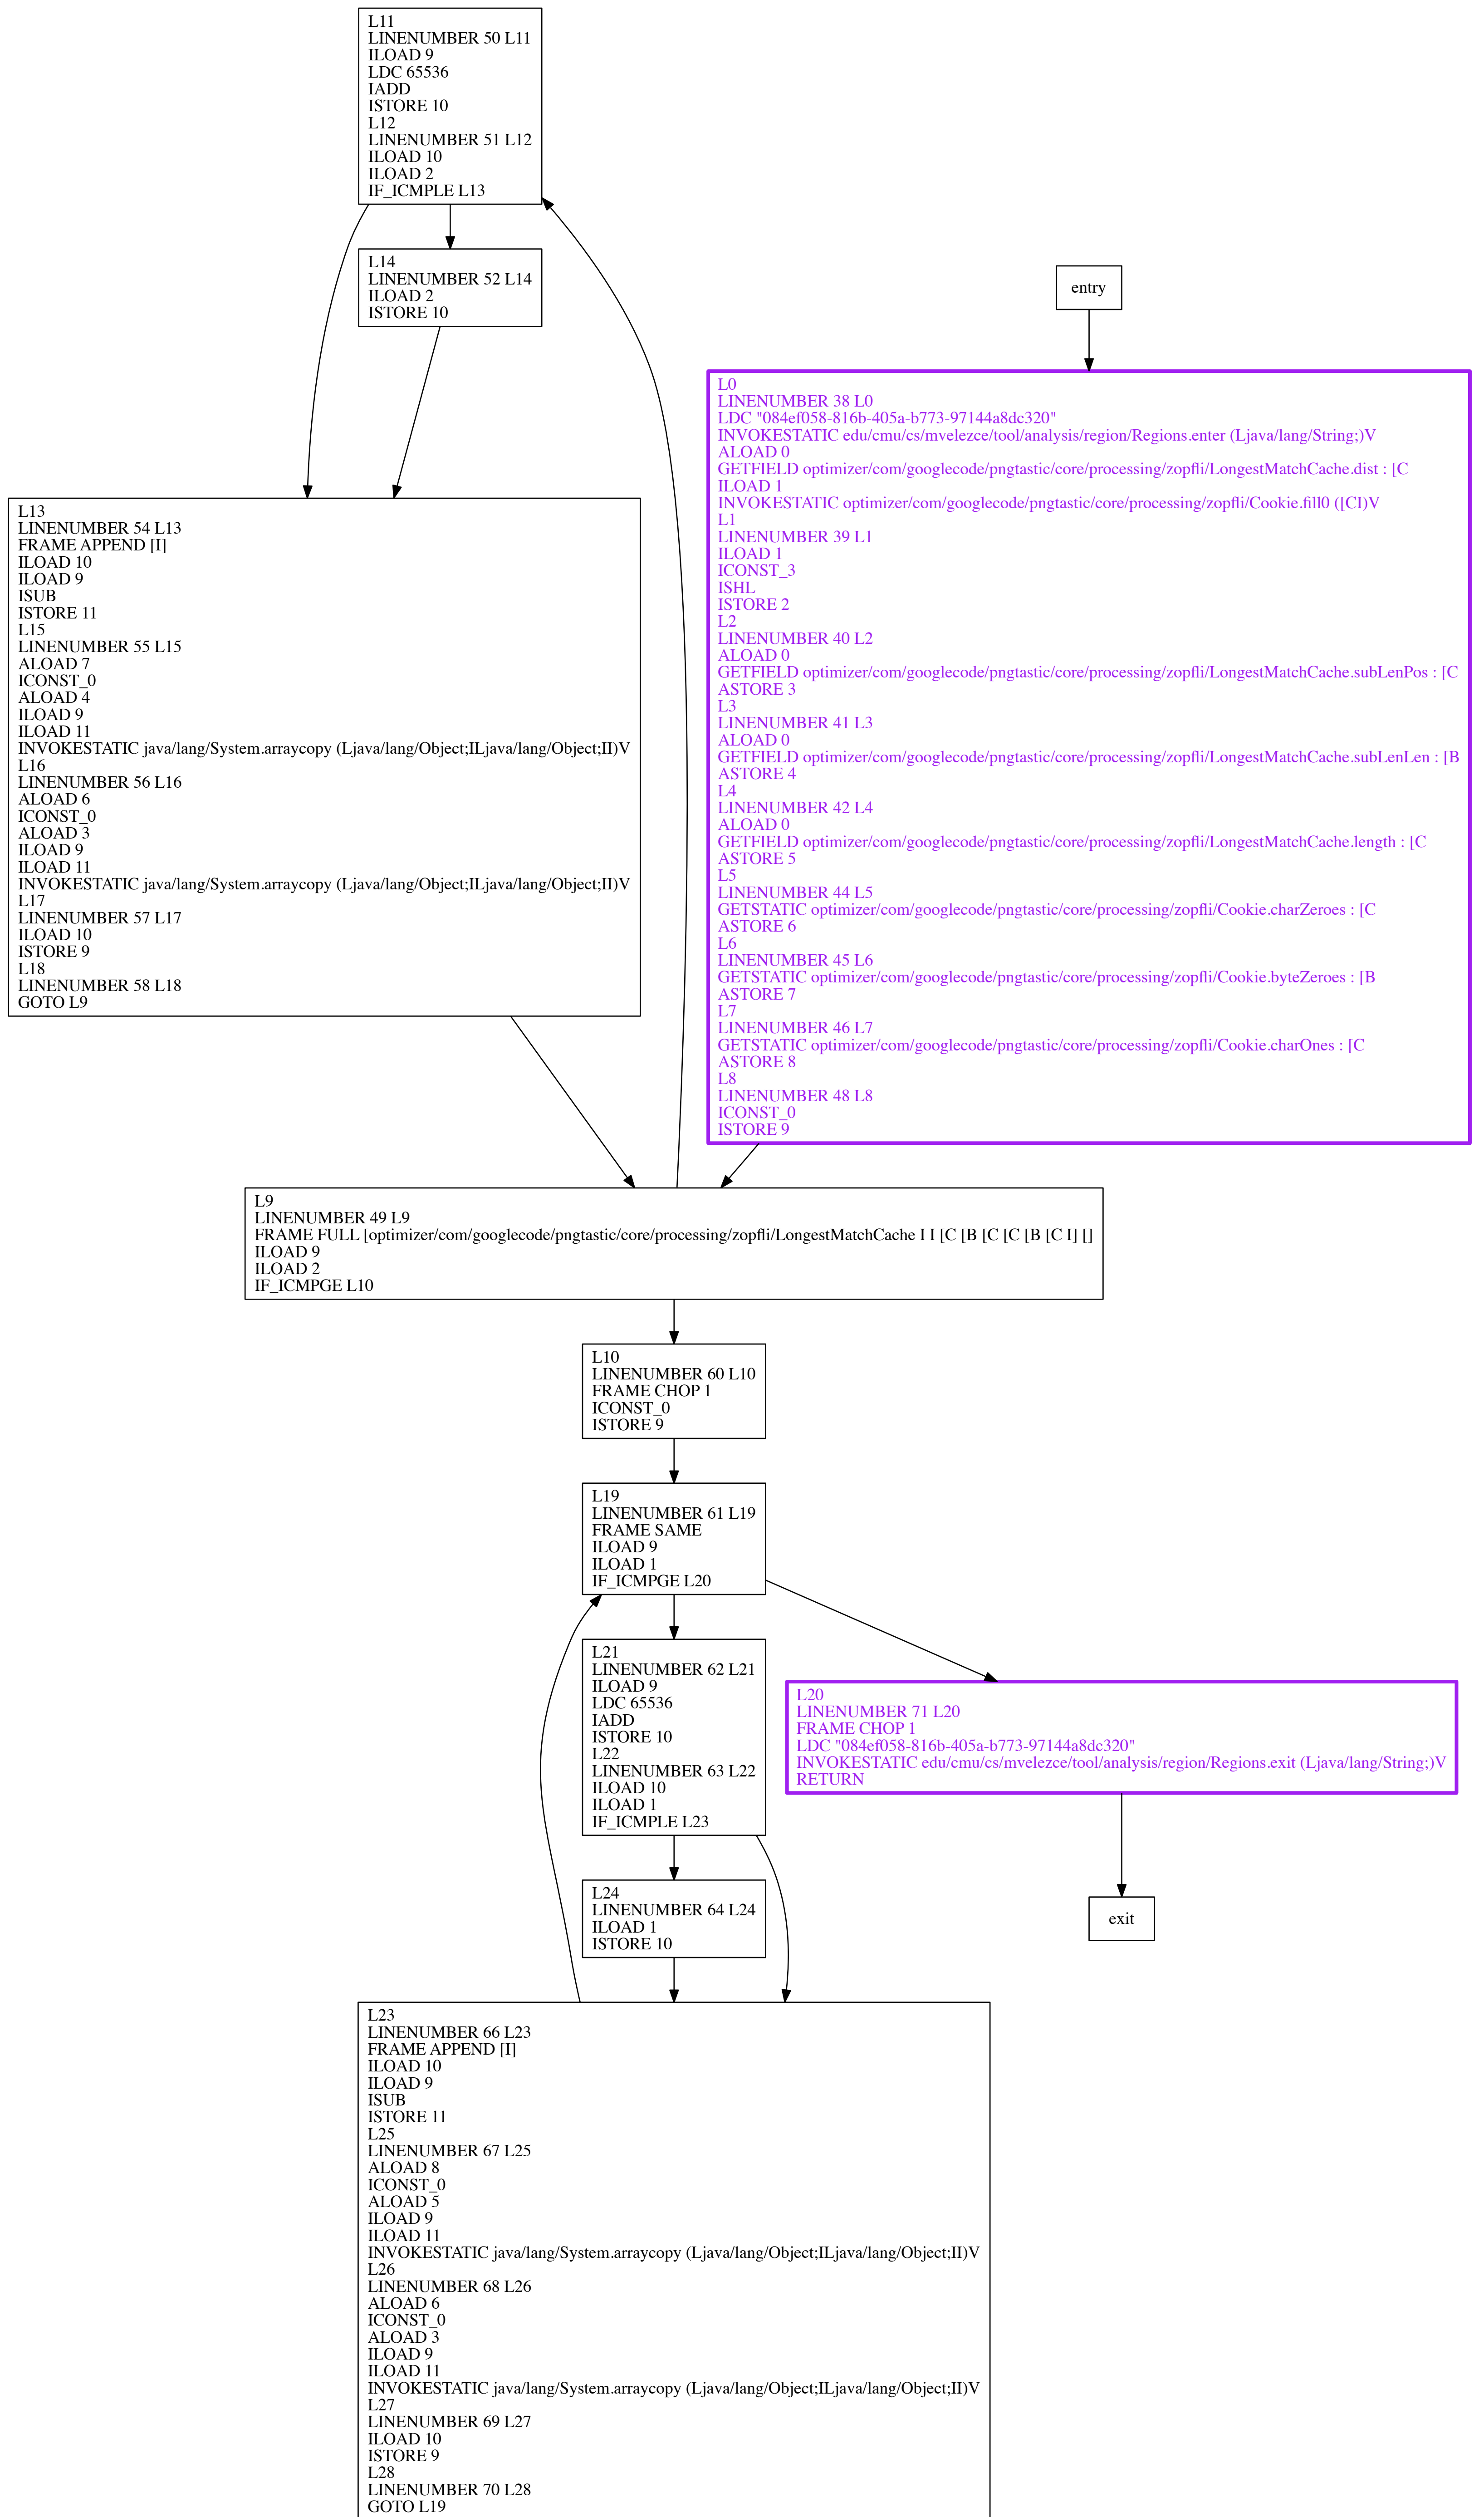 L11
LINENUMBER 50 L11
ILOAD 9
LDC 65536
IADD
ISTORE 10
L12
LINENUMBER 51 L12
ILOAD 10
ILOAD 2
IF_ICMPLE L13
L14
LINENUMBER 52 L14
ILOAD 2
ISTORE 10
entry
L0
LINENUMBER 38 L0
LDC "084ef058-816b-405a-b773-97144a8dc320"
INVOKESTATIC edu/cmu/cs/mvelezce/tool/analysis/region/Regions.enter (Ljava/lang/String;)V
ALOAD 0
GETFIELD optimizer/com/googlecode/pngtastic/core/processing/zopfli/LongestMatchCache.dist : [C
ILOAD 1
INVOKESTATIC optimizer/com/googlecode/pngtastic/core/processing/zopfli/Cookie.fill0 ([CI)V
L1
LINENUMBER 39 L1
ILOAD 1
ICONST_3
ISHL
ISTORE 2
L2
LINENUMBER 40 L2
ALOAD 0
GETFIELD optimizer/com/googlecode/pngtastic/core/processing/zopfli/LongestMatchCache.subLenPos : [C
ASTORE 3
L3
LINENUMBER 41 L3
ALOAD 0
GETFIELD optimizer/com/googlecode/pngtastic/core/processing/zopfli/LongestMatchCache.subLenLen : [B
ASTORE 4
L4
LINENUMBER 42 L4
ALOAD 0
GETFIELD optimizer/com/googlecode/pngtastic/core/processing/zopfli/LongestMatchCache.length : [C
ASTORE 5
L5
LINENUMBER 44 L5
GETSTATIC optimizer/com/googlecode/pngtastic/core/processing/zopfli/Cookie.charZeroes : [C
ASTORE 6
L6
LINENUMBER 45 L6
GETSTATIC optimizer/com/googlecode/pngtastic/core/processing/zopfli/Cookie.byteZeroes : [B
ASTORE 7
L7
LINENUMBER 46 L7
GETSTATIC optimizer/com/googlecode/pngtastic/core/processing/zopfli/Cookie.charOnes : [C
ASTORE 8
L8
LINENUMBER 48 L8
ICONST_0
ISTORE 9
L13
LINENUMBER 54 L13
FRAME APPEND [I]
ILOAD 10
ILOAD 9
ISUB
ISTORE 11
L15
LINENUMBER 55 L15
ALOAD 7
ICONST_0
ALOAD 4
ILOAD 9
ILOAD 11
INVOKESTATIC java/lang/System.arraycopy (Ljava/lang/Object;ILjava/lang/Object;II)V
L16
LINENUMBER 56 L16
ALOAD 6
ICONST_0
ALOAD 3
ILOAD 9
ILOAD 11
INVOKESTATIC java/lang/System.arraycopy (Ljava/lang/Object;ILjava/lang/Object;II)V
L17
LINENUMBER 57 L17
ILOAD 10
ISTORE 9
L18
LINENUMBER 58 L18
GOTO L9
L9
LINENUMBER 49 L9
FRAME FULL [optimizer/com/googlecode/pngtastic/core/processing/zopfli/LongestMatchCache I I [C [B [C [C [B [C I] []
ILOAD 9
ILOAD 2
IF_ICMPGE L10
L10
LINENUMBER 60 L10
FRAME CHOP 1
ICONST_0
ISTORE 9
L19
LINENUMBER 61 L19
FRAME SAME
ILOAD 9
ILOAD 1
IF_ICMPGE L20
L21
LINENUMBER 62 L21
ILOAD 9
LDC 65536
IADD
ISTORE 10
L22
LINENUMBER 63 L22
ILOAD 10
ILOAD 1
IF_ICMPLE L23
L20
LINENUMBER 71 L20
FRAME CHOP 1
LDC "084ef058-816b-405a-b773-97144a8dc320"
INVOKESTATIC edu/cmu/cs/mvelezce/tool/analysis/region/Regions.exit (Ljava/lang/String;)V
RETURN
L24
LINENUMBER 64 L24
ILOAD 1
ISTORE 10
exit
L23
LINENUMBER 66 L23
FRAME APPEND [I]
ILOAD 10
ILOAD 9
ISUB
ISTORE 11
L25
LINENUMBER 67 L25
ALOAD 8
ICONST_0
ALOAD 5
ILOAD 9
ILOAD 11
INVOKESTATIC java/lang/System.arraycopy (Ljava/lang/Object;ILjava/lang/Object;II)V
L26
LINENUMBER 68 L26
ALOAD 6
ICONST_0
ALOAD 3
ILOAD 9
ILOAD 11
INVOKESTATIC java/lang/System.arraycopy (Ljava/lang/Object;ILjava/lang/Object;II)V
L27
LINENUMBER 69 L27
ILOAD 10
ISTORE 9
L28
LINENUMBER 70 L28
GOTO L19